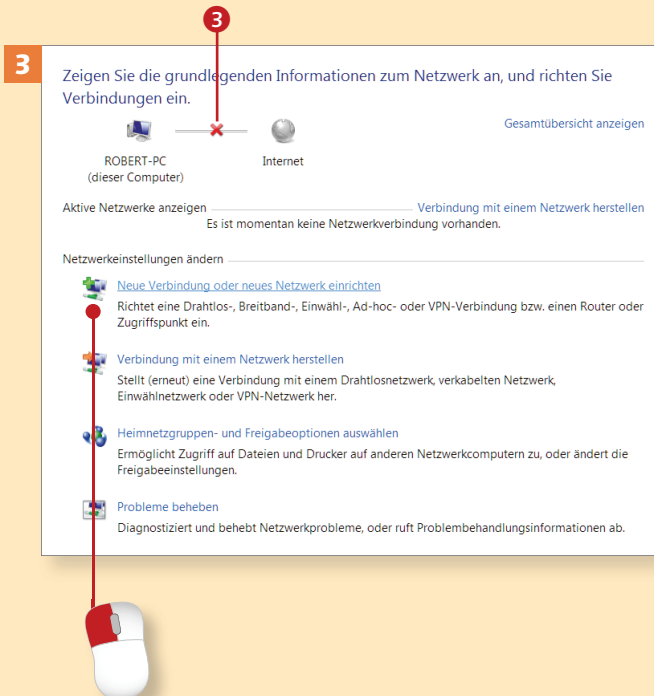 3
3
Zeigen Sie die grundlegenden Informationen zum Netzwerk an, und richten Sie
Verbindungen ein.
Gesamtübersicht anzeigen
ROBERT-PC
(dieser Computer)
Internet
Aktive Netzwerke anzeigen
Verbindung mit einem Netzwerk herstellen
Es ist momentan keine Netzwerkverbindung vorhanden.
Netzwerkeinstellungen ändern
Neue Verbindung oder neues Netzwerk einrichten
Richtet eine Drahtlos-, Breitband-, Einwähl-, Ad-hoc- oder VPN-Verbindung bzw. einen Router oder
Zugriffspunkt ein.
Verbindung mit einem Netzwerk herstellen
Stellt (erneut) eine Verbindung mit einem Drahtlosnetzwerk, verkabelten Netzwerk,
Einwählnetzwerk oder VPN-Netzwerk her.
Heimnetzgruppen- und Freigabeoptionen auswählen
Ermöglicht Zugriff auf Dateien und Drucker auf anderen Netzwerkcomputern zu, oder ändert die
Freigabeeinstellungen.
Probleme beheben
Diagnostiziert und behebt Netzwerkprobleme, oder ruft Problembehandlungsinformationen ab.